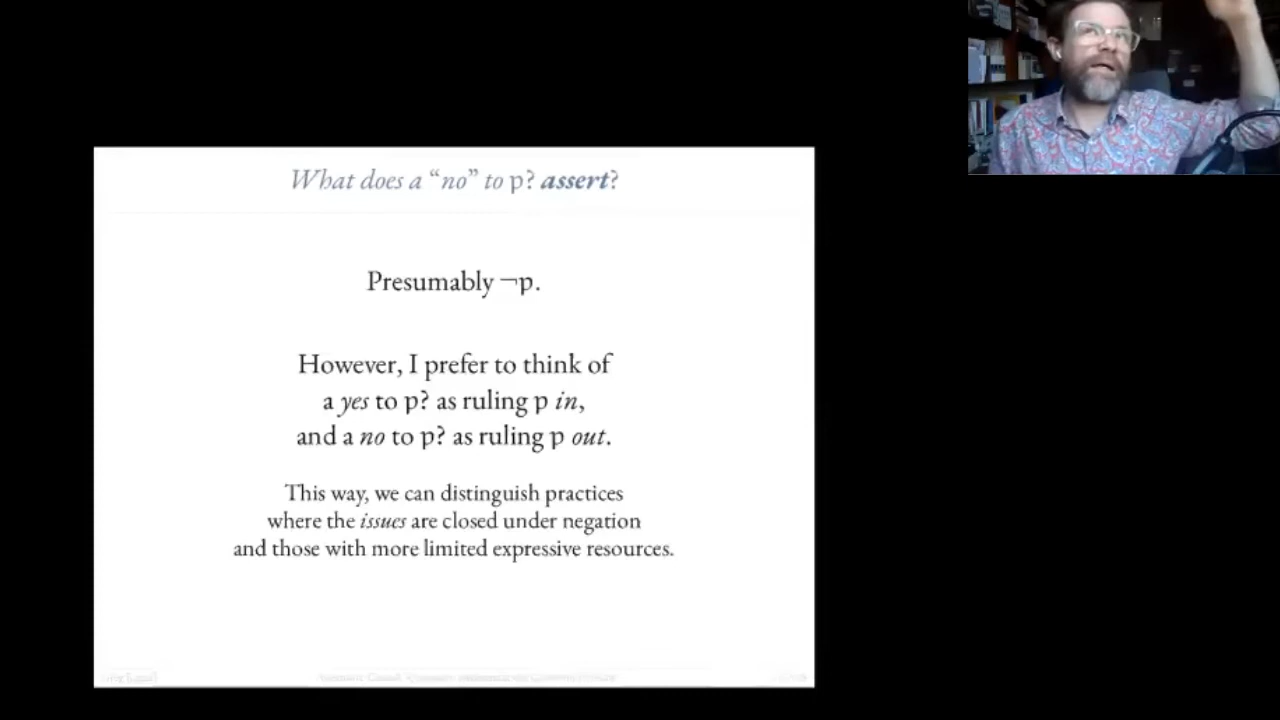 What does a “no” to p? assert?
Presumably ¬p.
However, I prefer to think of
a yes to p? as ruling p in,
and a no to p? as ruling p out.
This way, we can distinguish practices
where the issues are closed under negation
and those with more limited expressive resources.